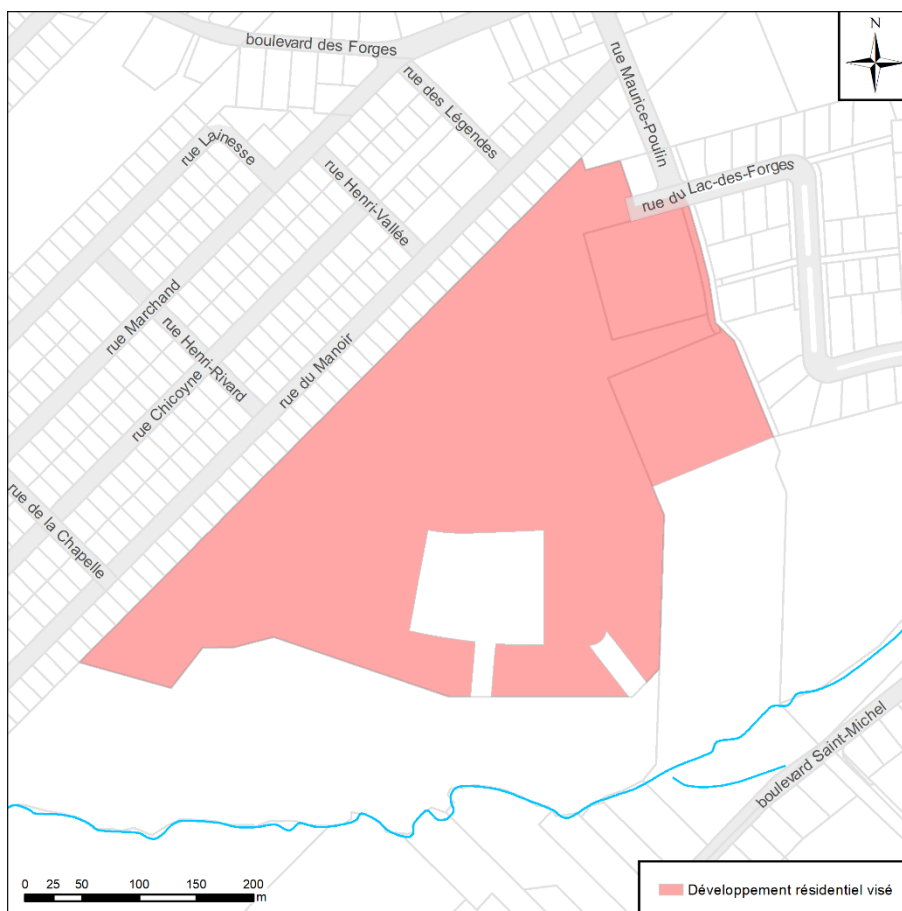 N
boulevard des Forges
rue Maurice-Poulin
rue des Légendes
rue Lainesse
rue du Lac-des-Forges
rue Henri-Vallée
rue Marchand
rue Henri-Rivard
rue du Manoir
rue Chicoyne
rue de la Chapelle
boulevard Saint-Michel
0 25 50 100 150 200
m
Développement résidentiel visé